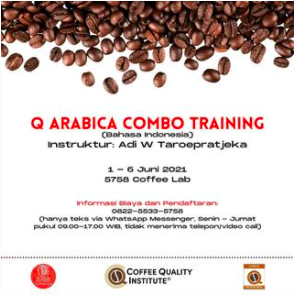 Q ARABICA COMBO TRAINING
(Bahasa Indonesia)
Instruktur: Adi W Taroepratjeka
1 - 6 Juni 2021
5758 Coffee Lab
Informasi Biaya dan Pendaftaran:
0822-5533-5758
(hanya teks via WhatsApp Messenger, Senin - Jumat
pukul 09.00-17.00 WIB, tidak menerima telepon/video call)
COFFEE QUALITY
INSTITUTE®